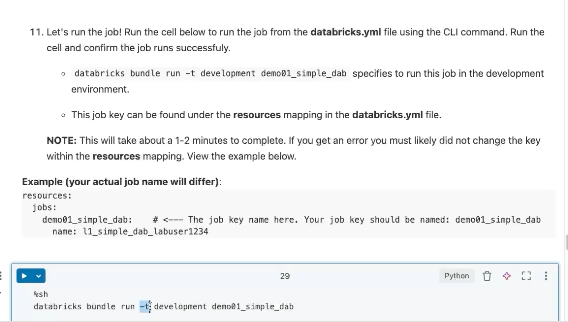 11. Let's run the job! Run the cell below to run the job from the databricks.yml file using the CLI command. Run the
cell and confirm the job runs successfuly.
databricks bundle run -t development demo01_simple_dab specifies to run this job in the development
environment.
This job key can be found under the resources mapping in the databricks.yml file.
NOTE: This will take about a 1-2 minutes to complete. If you get an error you must likely did not change the key
within the resources mapping. View the example below.
Example (your actual job name will differ):
resources:
jobs:
demo01_simple_dab: # <--- The job key name here. Your job key should be named: demo01_simple_dab
name: l1_simple_dab_labuser1234
29
Python
%sh
databricks bundle run -t development demo01_simple_dab